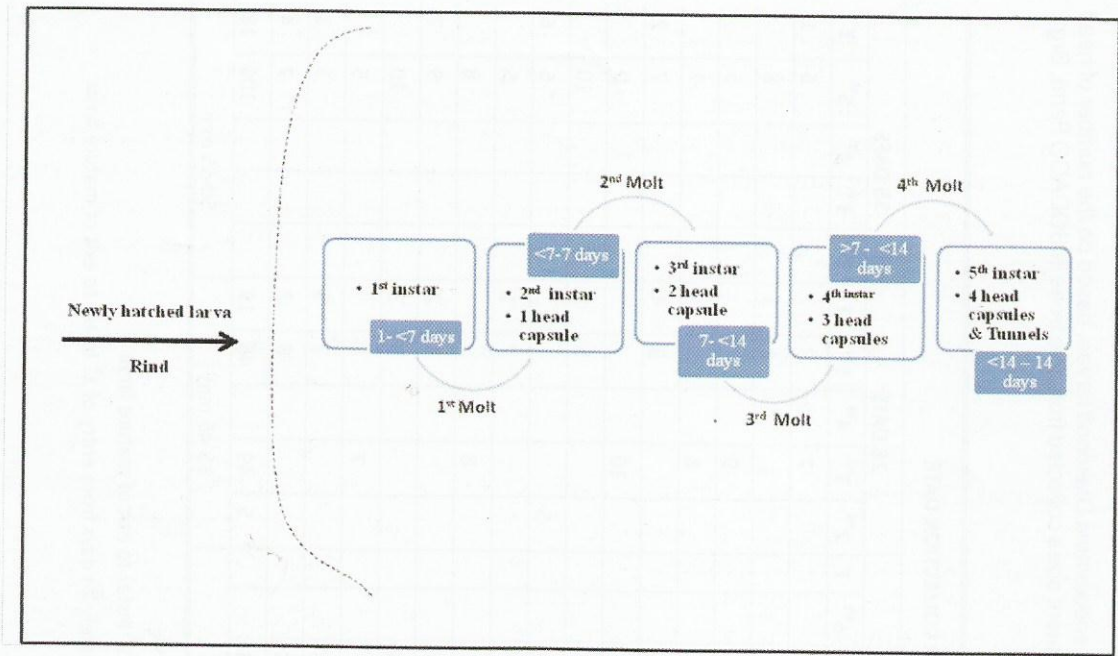 Newly hatched larva
Rind
• 1st instar
1- <7 days
1st Molt
<7-7 days
• 2nd instar
• 1 head
capsule
2nd Molt
• 3rd instar
• 2 head
capsule
7- <14
days
3rd Molt
>7 - <14
days
• 4th instar
• 3 head
capsules
4th Molt
• 5th instar
• 4 head
capsules
& Tunnels
<14 – 14
days